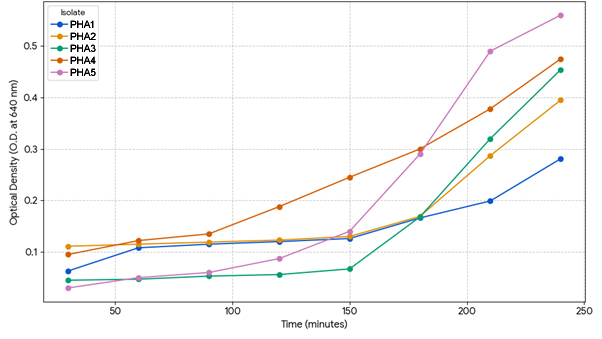 Isolate
PHA1
PHA2
PHA3
PHA4
PHA5
Optical Density (O.D. at 640 nm)
0.5
0.4
0.3
0.2
0.1
50 100 150 200 250
Time (minutes)